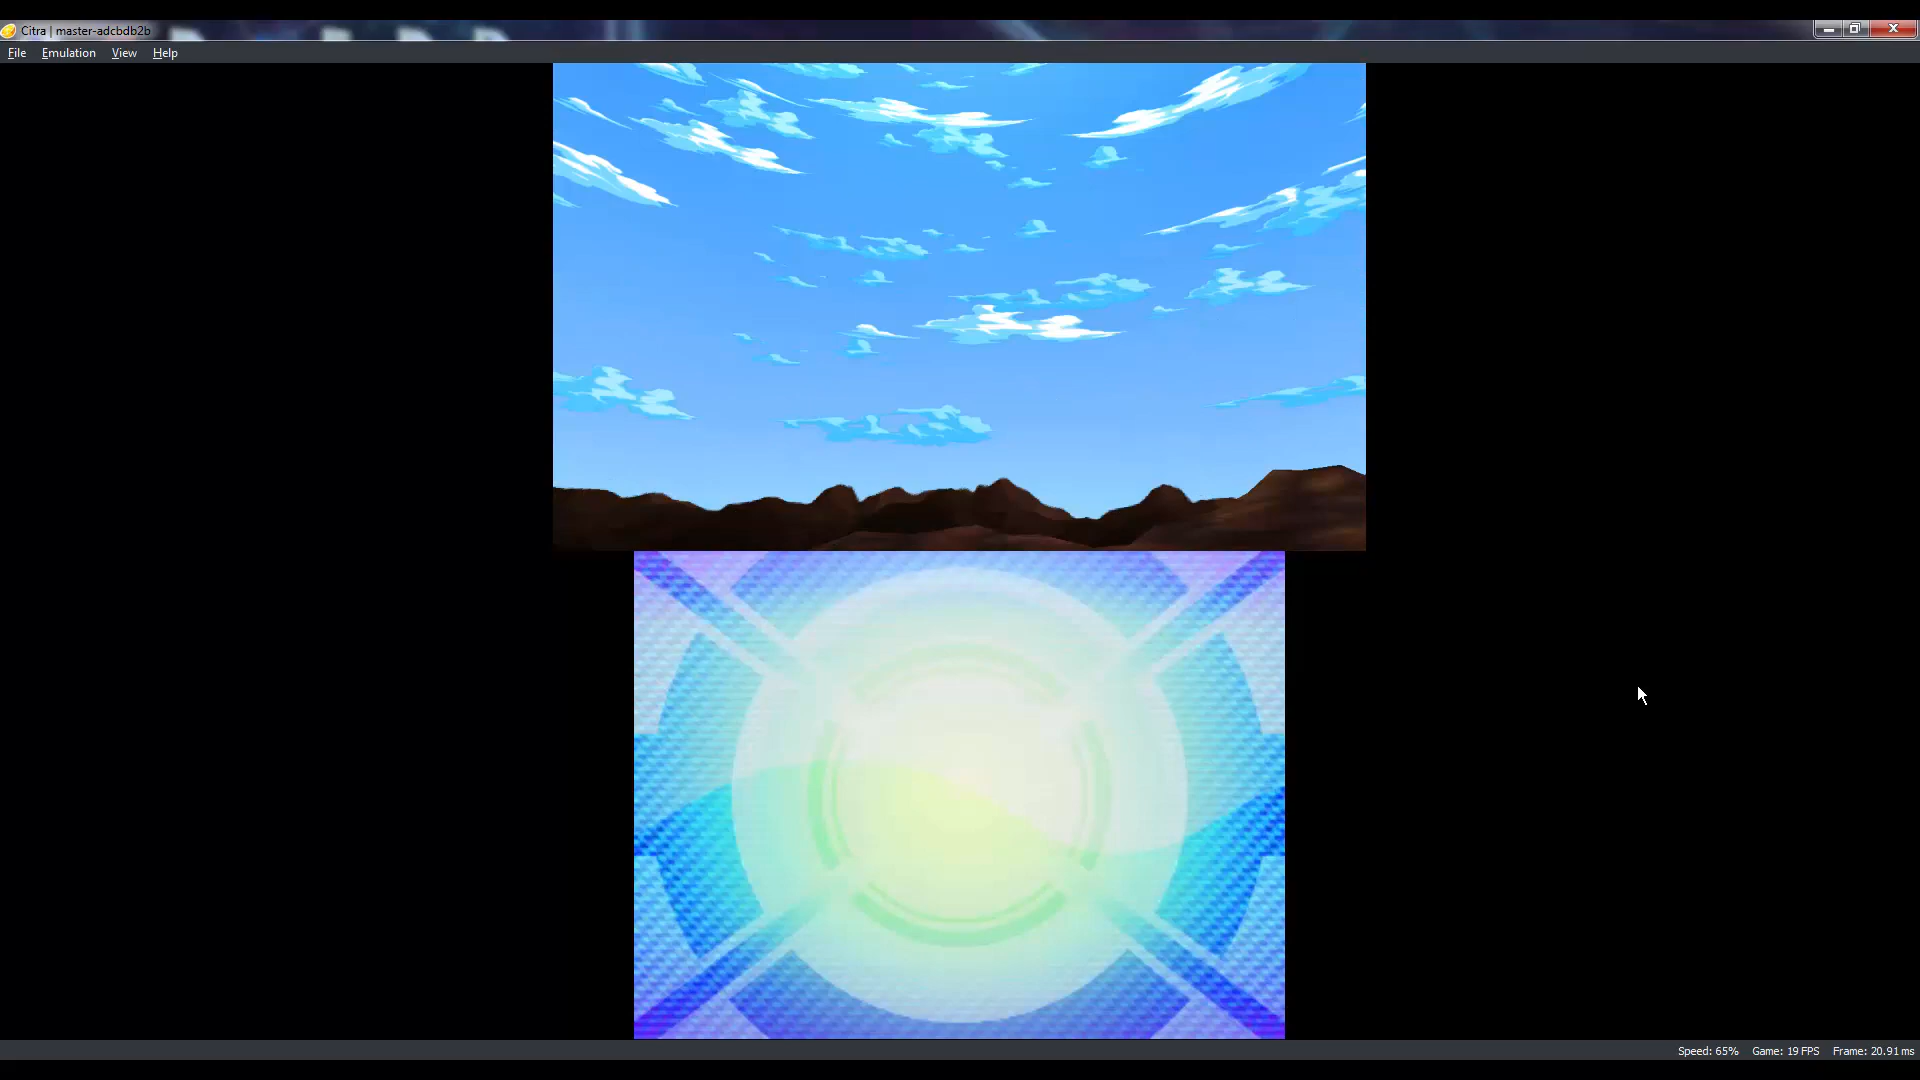 Citra | master-adcbdb2b
File Emulation View Help
Speed: 65% Game: 19 FPS Frame: 20.91 ms